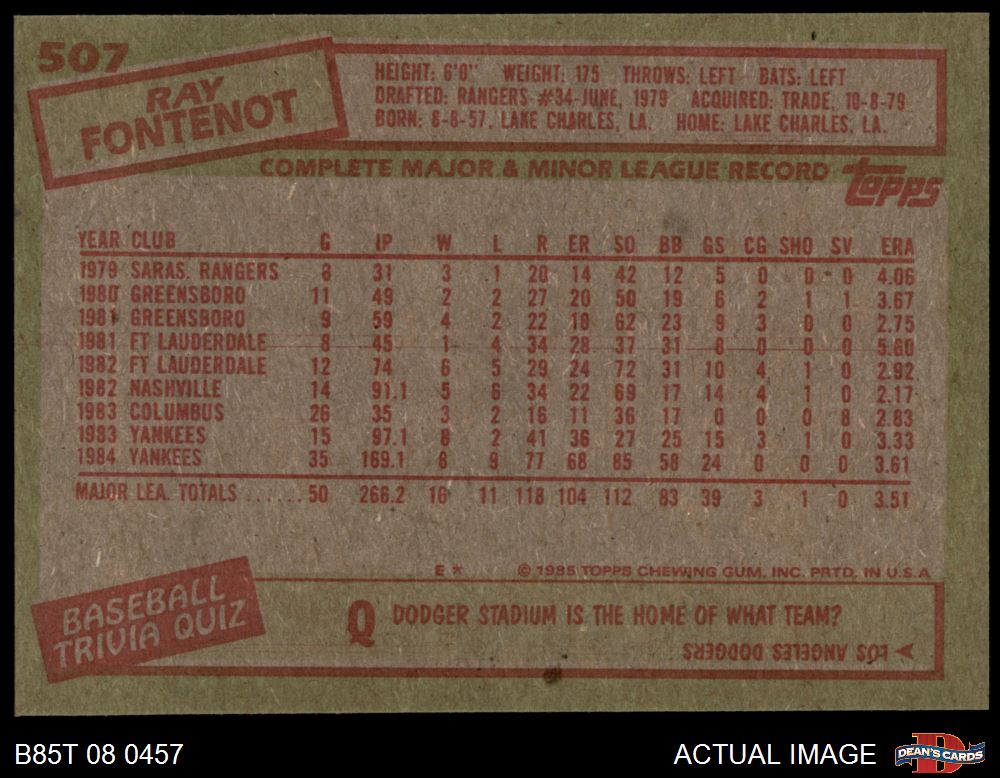 507
RAY
FONTENOT
HEIGHT: 6'0" WEIGHT: 175 THROWS: LEFT BATS: LEFT
DRAFTED: RANGERS #34-JUNE, 1979 ACQUIRED: TRADE, 10-8-79
BORN: 8-8-57, LAKE CHARLES, LA. HOME: LAKE CHARLES, LA.
COMPLETE MAJOR & MINOR LEAGUE RECORD
topps
YEAR CLUB G IP W L R ER SO BB GS CG SHO SV ERA
1979 SARAS. RANGERS 8 31 3 1 20 14 42 12 5 0 0 0 4.06
1980 GREENSBORO 11 49 2 2 27 20 50 19 6 2 1 1 3.67
1981 GREENSBORO 9 59 4 2 22 18 62 23 9 3 0 0 2.75
1981 FT LAUDERDALE 8 45 1 4 34 28 37 31 8 0 0 0 5.60
1982 FT LAUDERDALE 12 74 6 5 29 24 72 31 10 4 1 0 2.92
1982 NASHVILLE 14 91.1 5 6 34 22 69 17 14 4 1 0 2.17
1983 COLUMBUS 26 35 3 2 16 11 36 17 0 0 0 8 2.83
1983 YANKEES 15 97.1 8 2 41 36 27 25 15 3 1 0 3.33
1984 YANKEES 35 169.1 8 9 77 68 85 58 24 0 0 0 3.61
MAJOR LEA. TOTALS ...... 50 266.2 16 11 118 104 112 83 39 3 1 0 3.51
E * © 1985 TOPPS CHEWING GUM, INC. PRTD. IN U.S.A.
BASEBALL
TRIVIA QUIZ
Q DODGER STADIUM IS THE HOME OF WHAT TEAM?
LOS ANGELES DODGERS
B85T 08 0457
ACTUAL IMAGE
DEAN'S CARDS